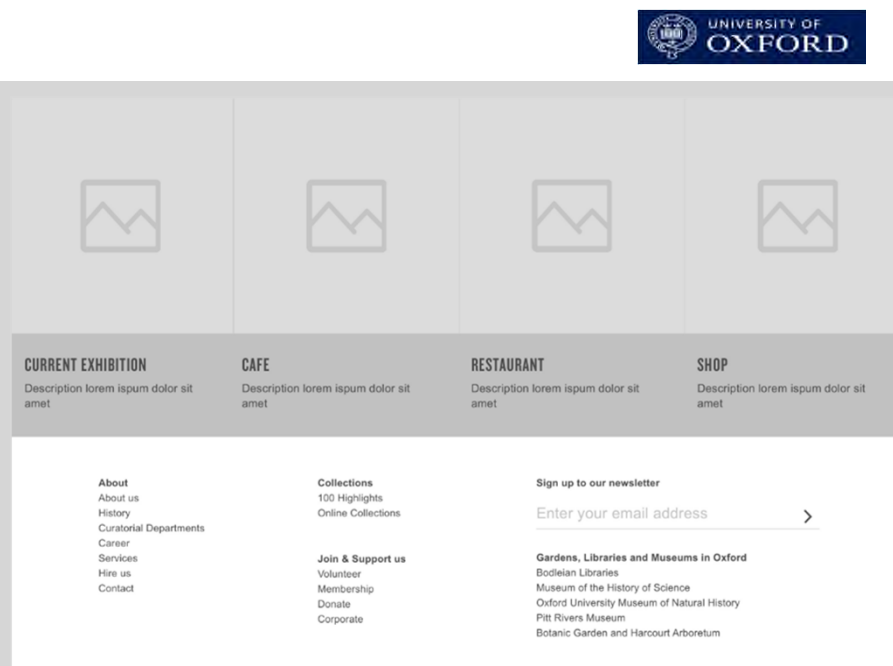 UNIVERSITY OF
OXFORD
CURRENT EXHIBITION
Description lorem ispum dolor sit
amet
CAFE
Description lorem ispum dolor sit
amet
RESTAURANT
Description lorem ispum dolor sit
amet
SHOP
Description lorem ispum dolor sit
amet
About
About us
History
Curatorial Departments
Career
Services
Hire us
Contact
Collections
100 Highlights
Online Collections
Join & Support us
Volunteer
Membership
Donate
Corporate
Sign up to our newsletter
Enter your email address
Gardens, Libraries and Museums in Oxford
Bodleian Libraries
Museum of the History of Science
Oxford University Museum of Natural History
Pitt Rivers Museum
Botanic Garden and Harcourt Arboretum